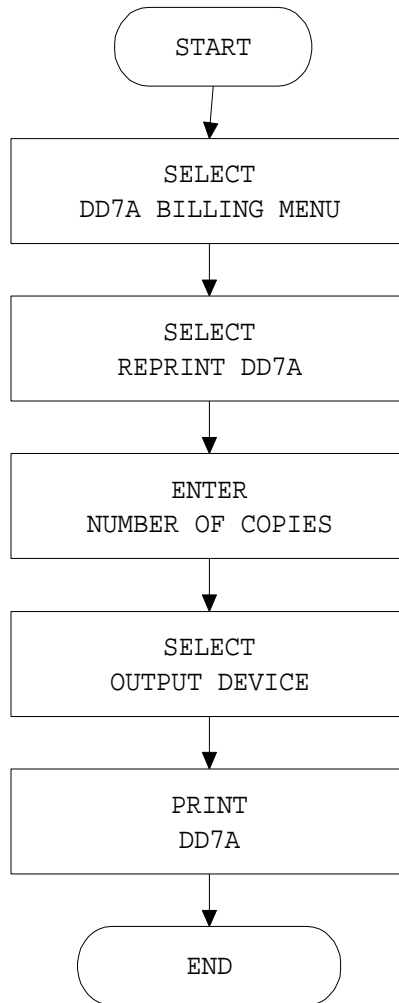 START
SELECT
DD7A BILLING MENU
SELECT
REPRINT DD7A
ENTER
NUMBER OF COPIES
SELECT
OUTPUT DEVICE
PRINT
DD7A
END